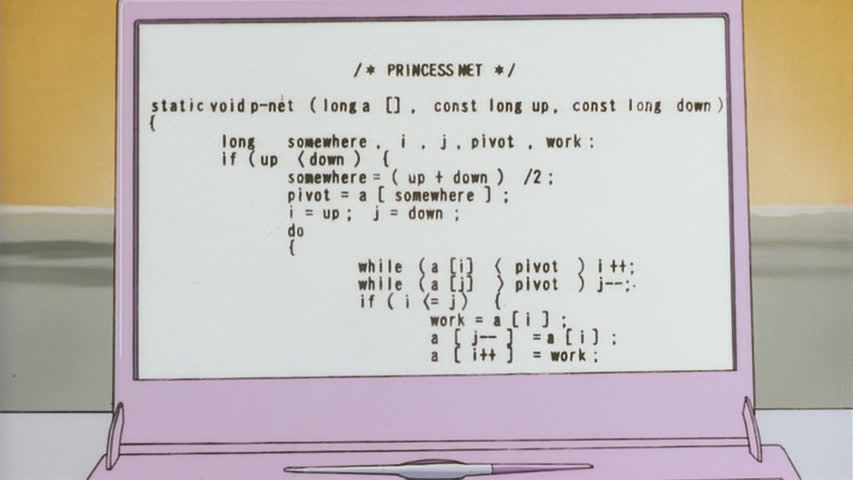 /* PRINCESS NET */
static void p-net ( long a [] , const long up, const long down )
{
long somewhere , i , j , pivot , work ;
if ( up < down ) {
somewhere = ( up + down ) /2 ;
pivot = a [ somewhere ] ;
i = up ; j = down ;
do
{
while ( a [i] < pivot ) i ++;
while ( a [j] > pivot ) j--;
if ( i <= j ) {
work = a [ i ] ;
a [ j-- ] = a [ i ] ;
a [ i++ ] = work ;